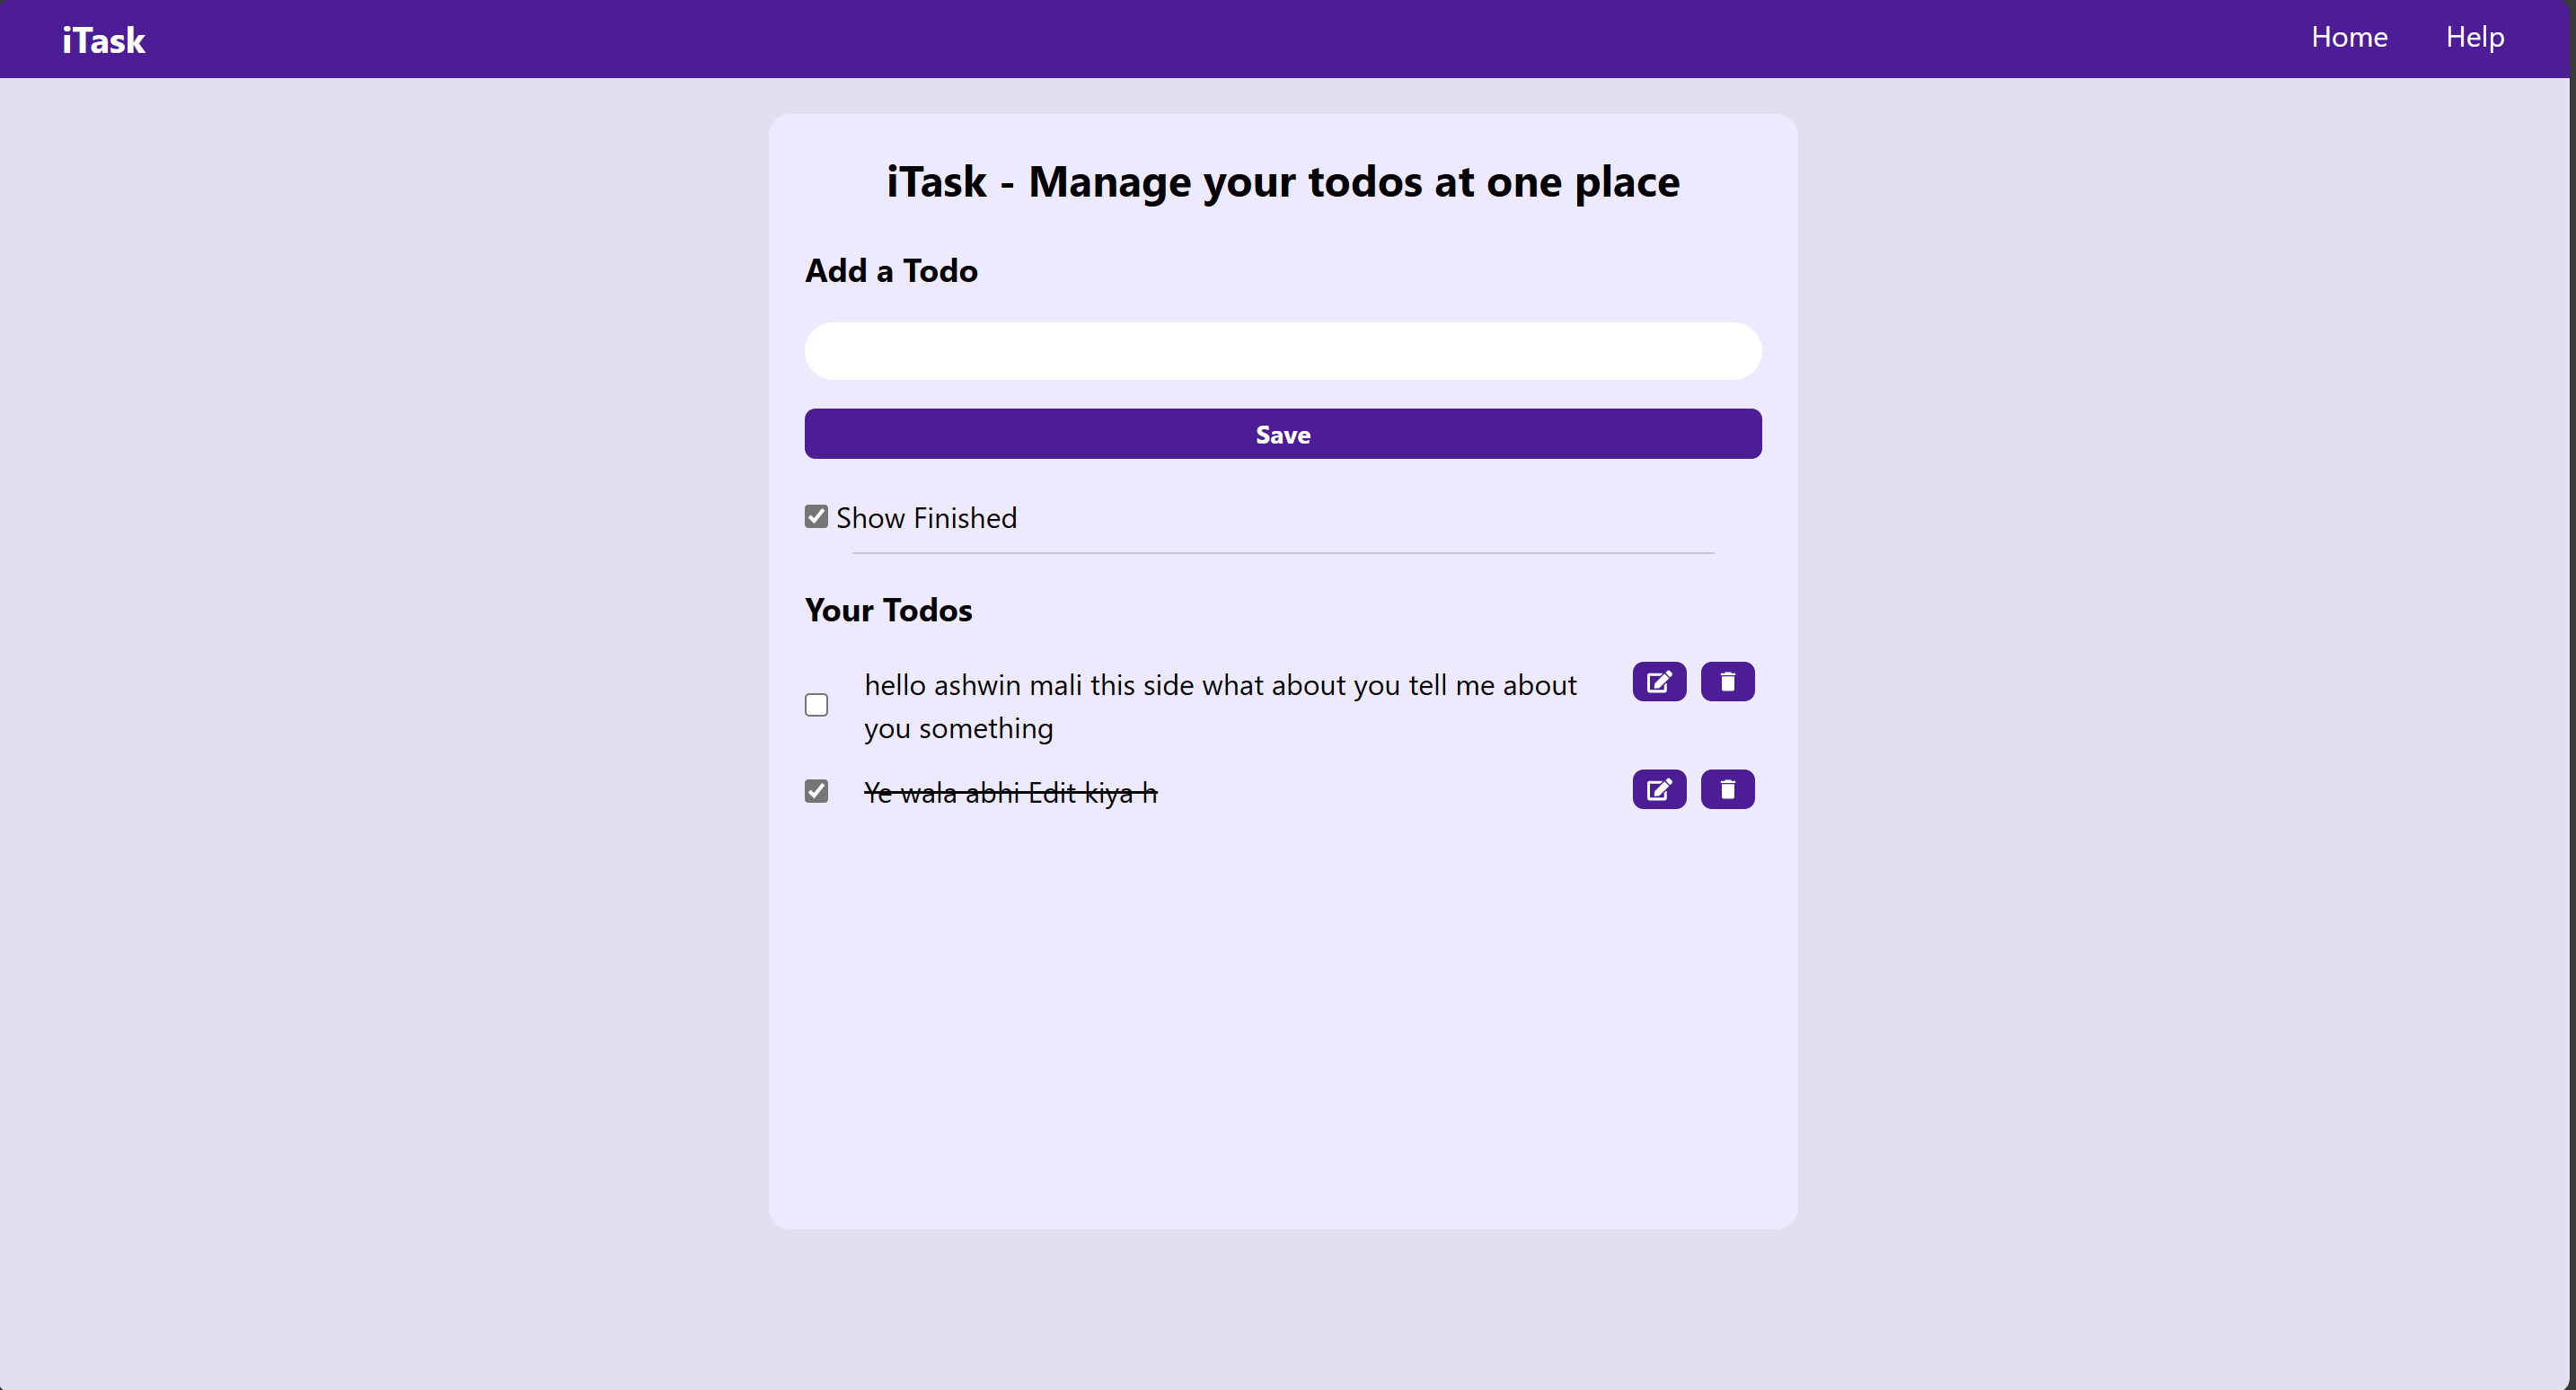 iTask
Home
Help
iTask - Manage your todos at one place
Add a Todo
Save
Show Finished
Your Todos
hello ashwin mali this side what about you tell me about
you something
Ye wala abhi Edit kiya h